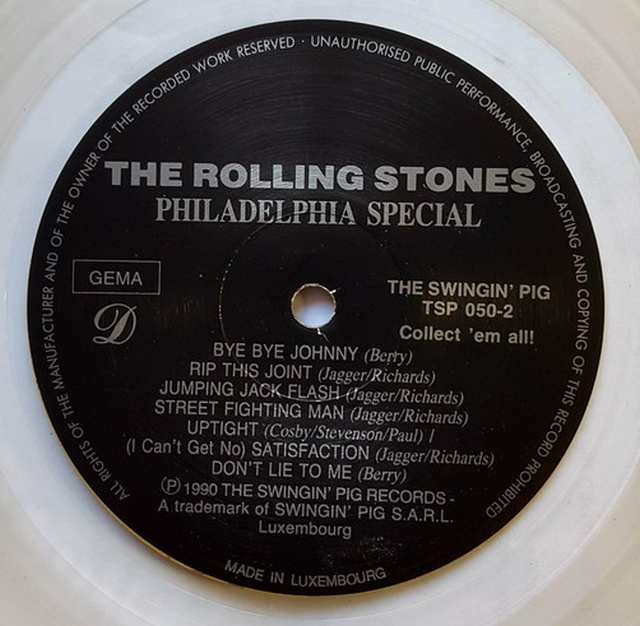 ALL RIGHTS OF THE MANUFACTURER AND OF THE OWNER OF THE RECORDED WORK RESERVED · UNAUTHORISED PUBLIC PERFORMANCE, BROADCASTING AND COPYING OF THIS RECORD PROHIBITED
THE ROLLING STONES
PHILADELPHIA SPECIAL
GEMA
D
THE SWINGIN' PIG
TSP 050-2
Collect 'em all!
BYE BYE JOHNNY (Berry)
RIP THIS JOINT (Jagger/Richards)
JUMPING JACK FLASH (Jagger/Richards)
STREET FIGHTING MAN (Jagger/Richards)
UPTIGHT (Cosby/Stevenson/Paul) /
(I Can't Get No) SATISFACTION (Jagger/Richards)
DON'T LIE TO ME (Berry)
Ⓟ 1990 THE SWINGIN' PIG RECORDS -
A trademark of SWINGIN' PIG S.A.R.L.
Luxembourg
MADE IN LUXEMBOURG